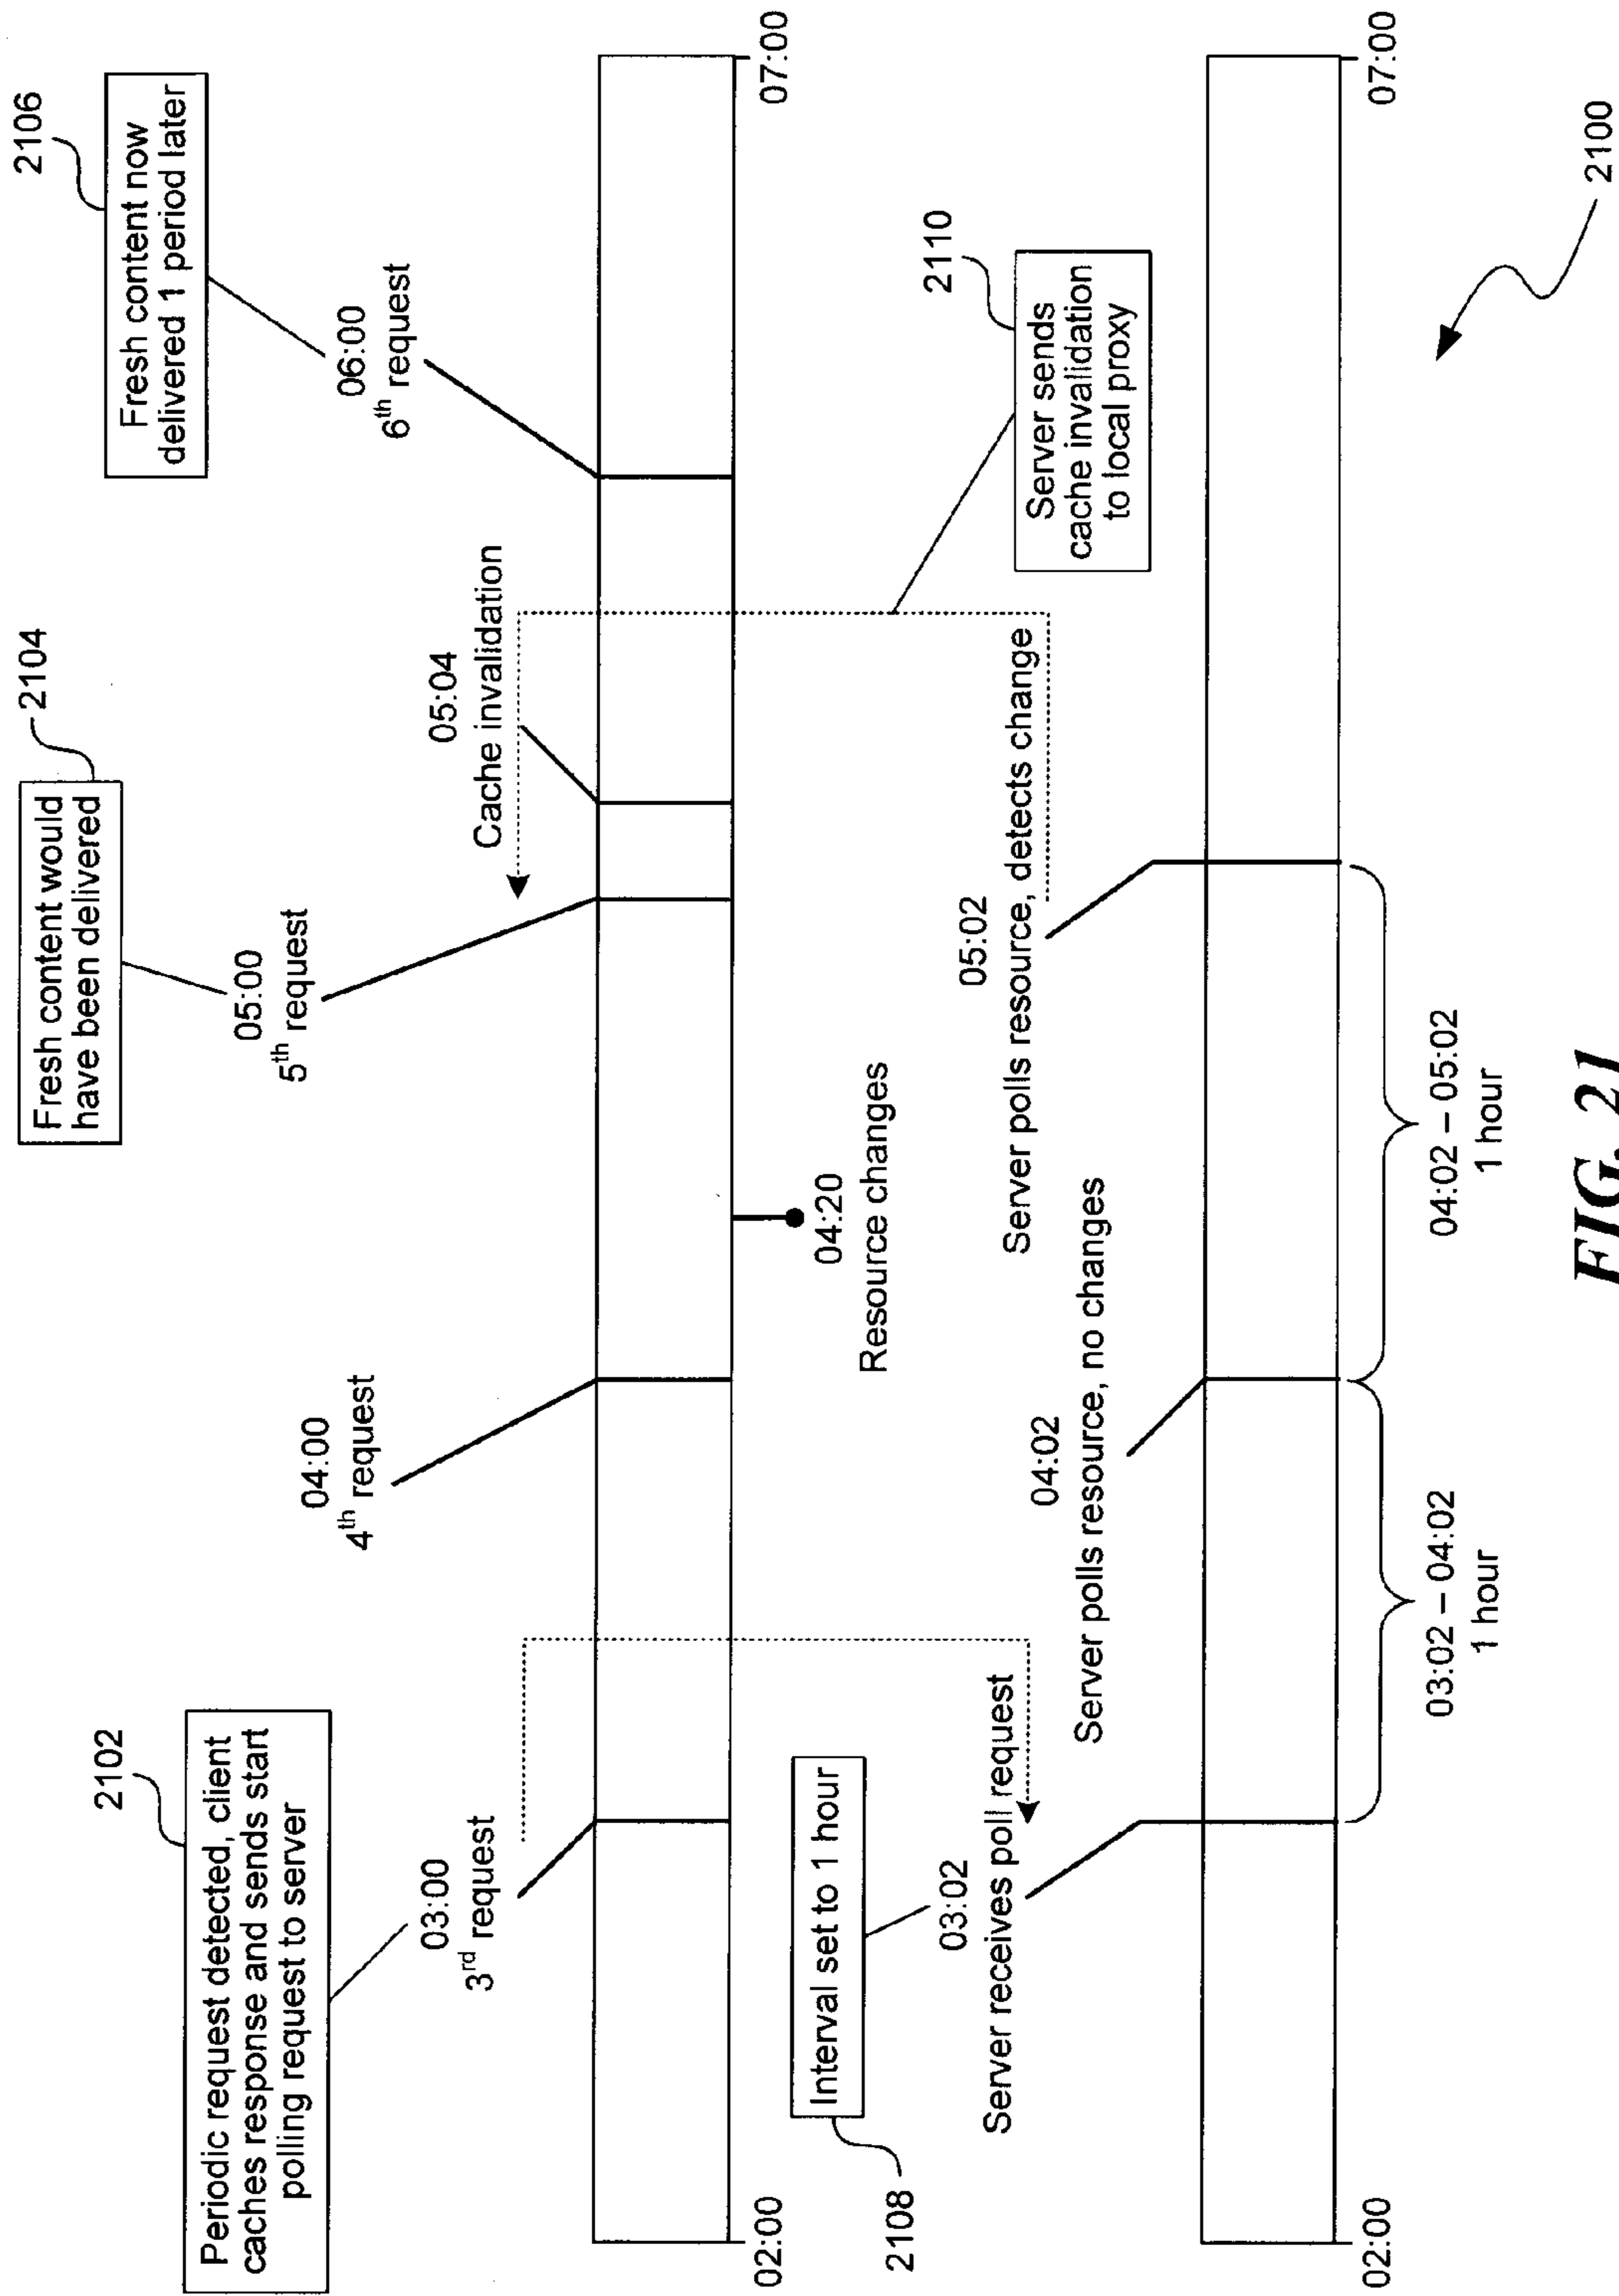 2102
Periodic request detected, client
caches response and sends start
polling request to server
2104
Fresh content would
have been delivered
2106
Fresh content now
delivered 1 period later
03:00
3rd request
04:00
4th request
05:00
5th request
05:04
Cache invalidation
06:00
6th request
02:00
07:00
04:20
Resource changes
2108
Interval set to 1 hour
03:02
Server receives poll request
04:02
Server polls resource, no changes
05:02
Server polls resource, detects change
2110
Server sends
cache invalidation
to local proxy
02:00
07:00
03:02 – 04:02
1 hour
04:02 – 05:02
1 hour
2100
FIG. 21